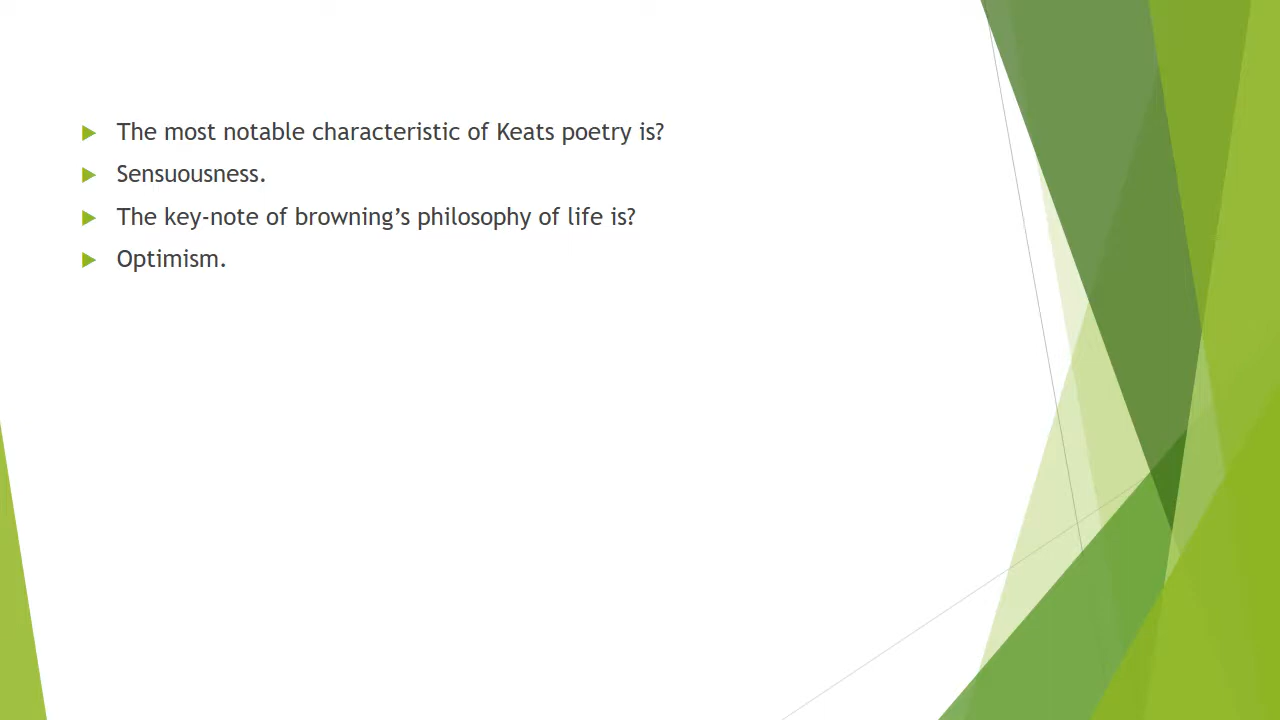 The most notable characteristic of Keats poetry is?
Sensuousness.
The key-note of browning’s philosophy of life is?
Optimism.